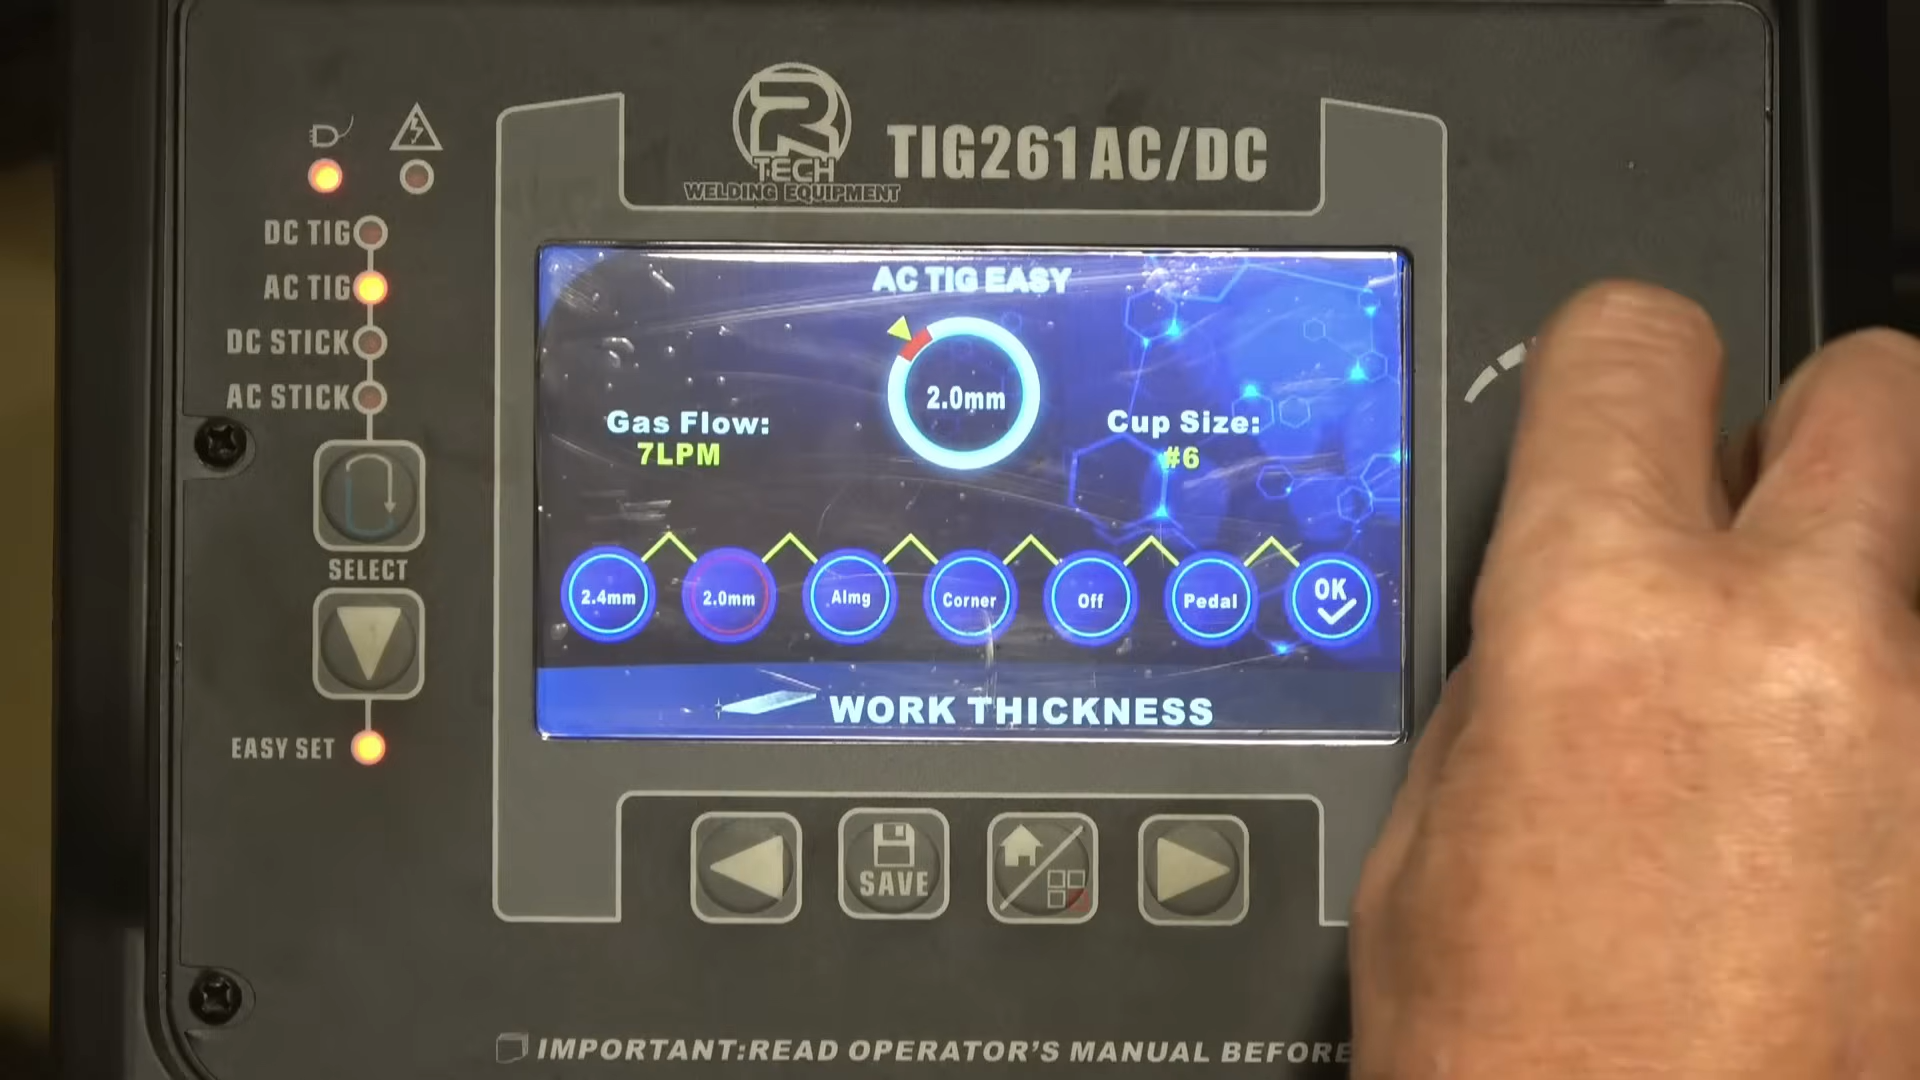 R
TECH
WELDING EQUIPMENT
TIG261 AC/DC
DC TIG
AC TIG
DC STICK
AC STICK
SELECT
EASY SET
AC TIG EASY
2.0mm
Gas Flow:
7LPM
Cup Size:
#6
2.4mm
2.0mm
Almg
Corner
Off
Pedal
OK
WORK THICKNESS
SAVE
IMPORTANT:READ OPERATOR'S MANUAL BEFORE